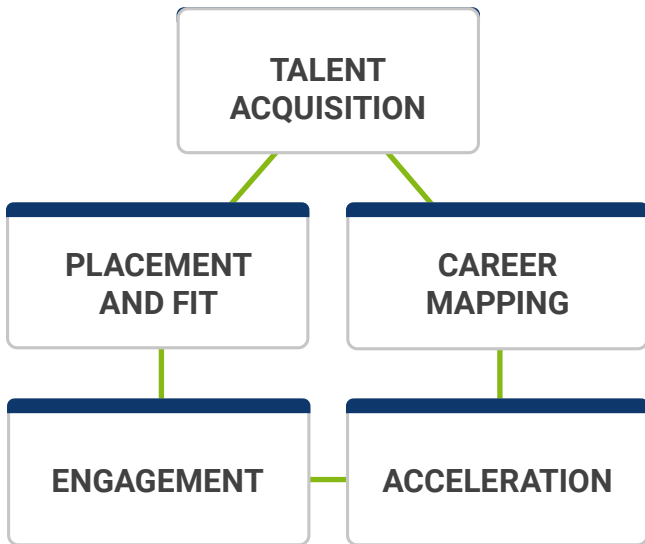 TALENT
ACQUISITION
PLACEMENT
AND FIT
CAREER
MAPPING
ENGAGEMENT
ACCELERATION